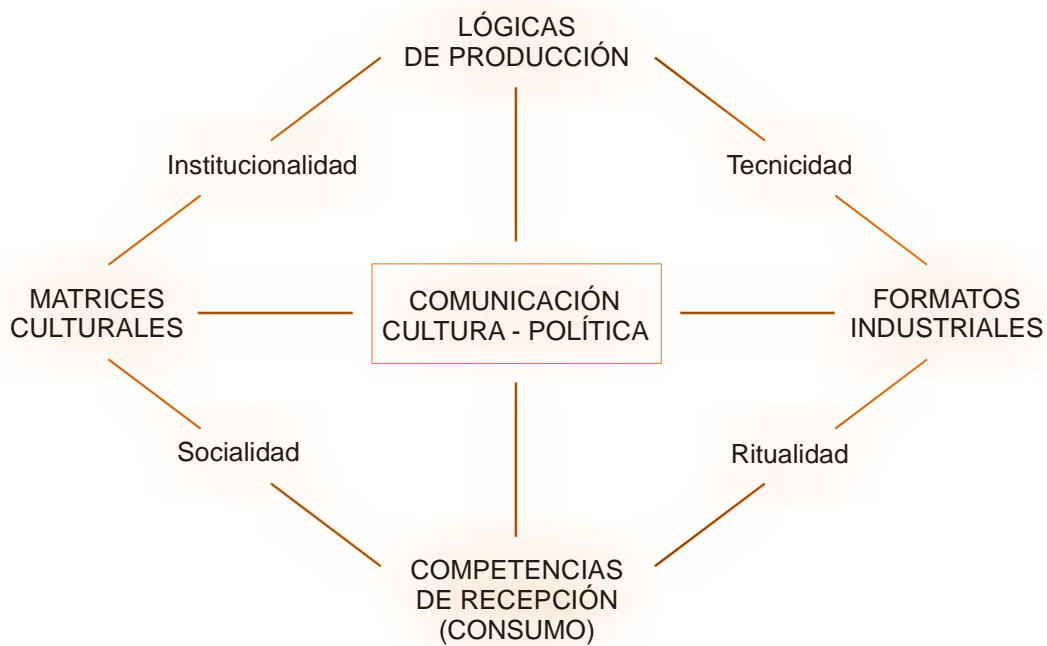 LÓGICAS
DE PRODUCCIÓN
Institucionalidad
Tecnicidad
MATRICES
CULTURALES
COMUNICACIÓN
CULTURA - POLÍTICA
FORMATOS
INDUSTRIALES
Socialidad
Ritualidad
COMPETENCIAS
DE RECEPCIÓN
(CONSUMO)